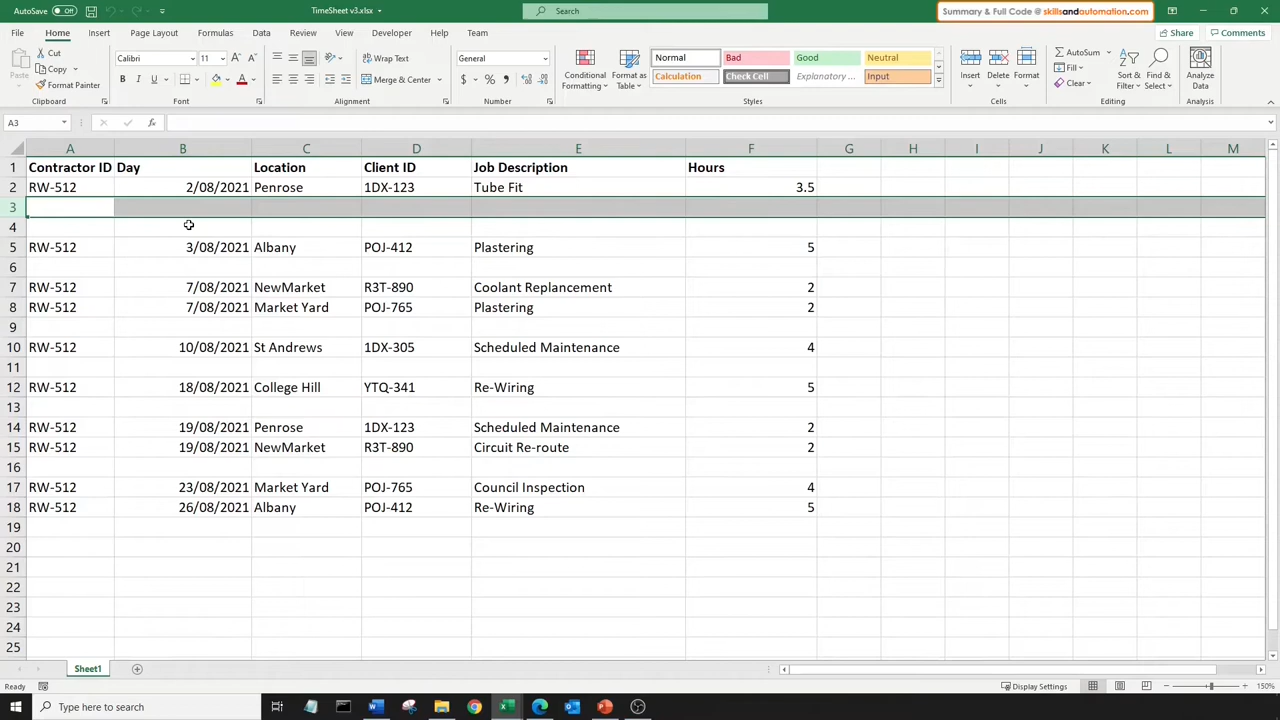 AutoSave Off TimeSheet v3.xlsx Search Summary & Full Code @ skillsandautomation.com
File Home Insert Page Layout Formulas Data Review View Developer Help Team Share Comments
Paste Cut Copy Format Painter Clipboard
Calibri 11 B I U A Font
Wrap Text Merge & Center Alignment
General $ % Number
Conditional Formatting Format as Table
Normal Bad Good Neutral
Calculation Check Cell Explanatory ... Input
Styles
Insert Delete Format Cells
AutoSum Fill Clear Sort & Filter Find & Select Editing
Analyze Data Analysis
A3 fx
A B C D E F G H I J K L M
1 Contractor ID Day Location Client ID Job Description Hours
2 RW-512 2/08/2021 Penrose 1DX-123 Tube Fit 3.5
3
4
5 RW-512 3/08/2021 Albany POJ-412 Plastering 5
6
7 RW-512 7/08/2021 NewMarket R3T-890 Coolant Replancement 2
8 RW-512 7/08/2021 Market Yard POJ-765 Plastering 2
9
10 RW-512 10/08/2021 St Andrews 1DX-305 Scheduled Maintenance 4
11
12 RW-512 18/08/2021 College Hill YTQ-341 Re-Wiring 5
13
14 RW-512 19/08/2021 Penrose 1DX-123 Scheduled Maintenance 2
15 RW-512 19/08/2021 NewMarket R3T-890 Circuit Re-route 2
16
17 RW-512 23/08/2021 Market Yard POJ-765 Council Inspection 4
18 RW-512 26/08/2021 Albany POJ-412 Re-Wiring 5
19
20
21
22
23
24
25
Sheet1
Ready Display Settings 150%
Type here to search